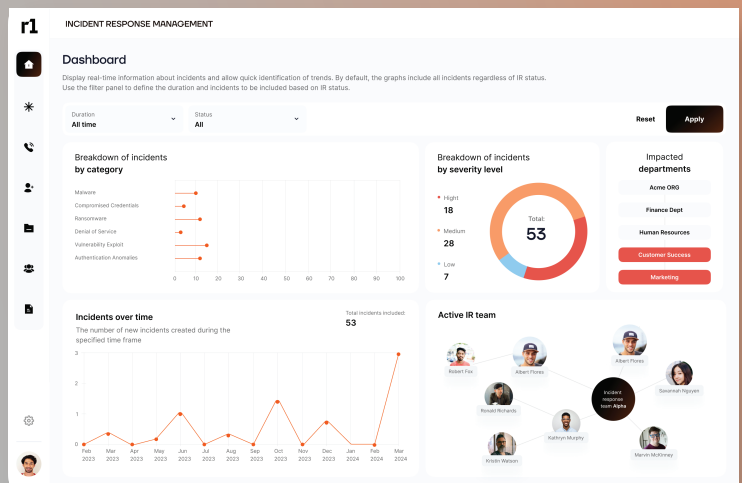 r1
INCIDENT RESPONSE MANAGEMENT
Dashboard
Display real-time information about incidents and allow quick identification of trends. By default, the graphs include all incidents regardless of IR status.
Use the filter panel to define the duration and incidents to be included based on IR status.
Duration
All time
Status
All
Reset
Apply
Breakdown of incidents
by category
Malware
Compromised Credentials
Ransomware
Denial of Service
Vulnerability Exploit
Authentication Anomalies
0 10 20 30 40 50 60 70 80 90 100
Breakdown of incidents
by severity level
Hight
18
Medium
28
Low
7
Total:
53
Impacted
departments
Acme ORG
Finance Dept
Human Resources
Customer Success
Marketing
Incidents over time
The number of new incidents created during the
specified time frame
Total incidents included:
53
3
2
1
0
Feb Mar Apr May Jun Jul Aug Sep Oct Nov Dec Jan Feb Mar
2023 2023 2023 2023 2023 2023 2023 2023 2023 2023 2023 2024 2024 2024
Active IR team
Robert Fox
Albert Flores
Albert Flores
Savannah Nguyen
Ronald Richards
Incident
response
team Alpha
Kathryn Murphy
Kristin Watson
Marvin McKinney